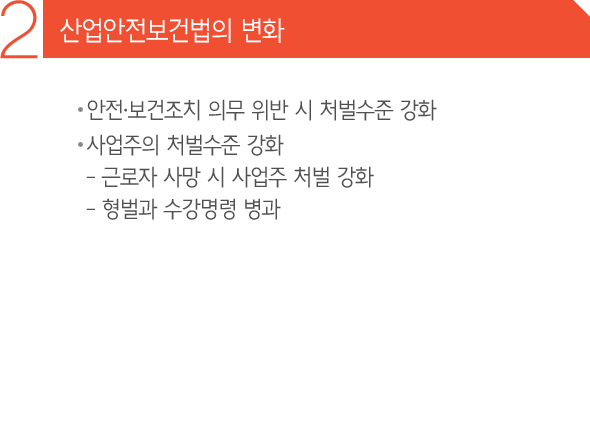 2 산업안전보건법의 변화
•안전·보건조치 의무 위반 시 처벌수준 강화
•사업주의 처벌수준 강화
– 근로자 사망 시 사업주 처벌 강화
– 형벌과 수강명령 병과